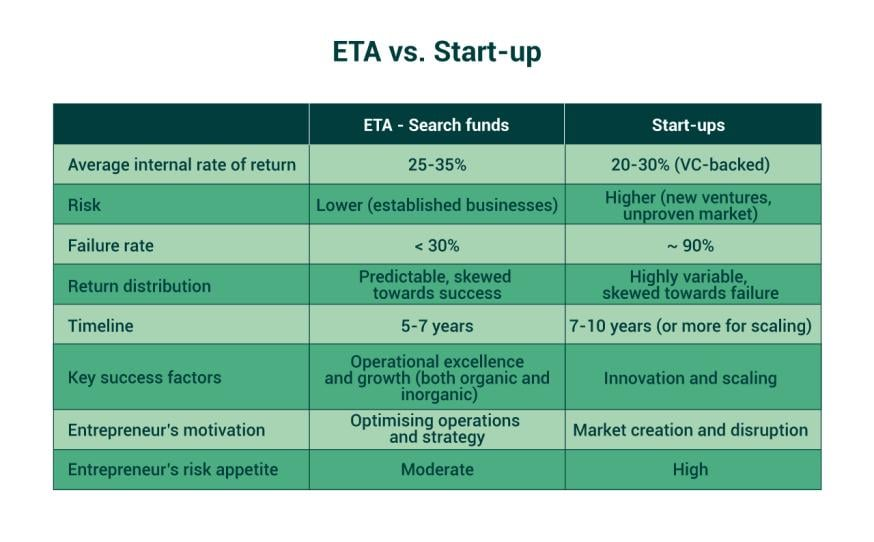 ETA vs. Start-up
ETA - Search funds
Start-ups
Average internal rate of return
25-35%
20-30% (VC-backed)
Risk
Lower (established businesses)
Higher (new ventures,
unproven market)
Failure rate
< 30%
~ 90%
Return distribution
Predictable, skewed
towards success
Highly variable,
skewed towards failure
Timeline
5-7 years
7-10 years (or more for scaling)
Key success factors
Operational excellence
and growth (both organic and
inorganic)
Innovation and scaling
Entrepreneur's motivation
Optimising operations
and strategy
Market creation and disruption
Entrepreneur's risk appetite
Moderate
High